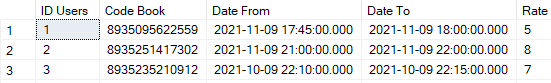 ID Users Code Book Date From Date To Rate
1 1 8935095622559 2021-11-09 17:45:00.000 2021-11-09 18:00:00.000 5
2 2 8935251417302 2021-11-09 21:00:00.000 2021-11-09 22:00:00.000 8
3 3 8935235210912 2021-10-09 22:10:00.000 2021-10-09 22:15:00.000 7